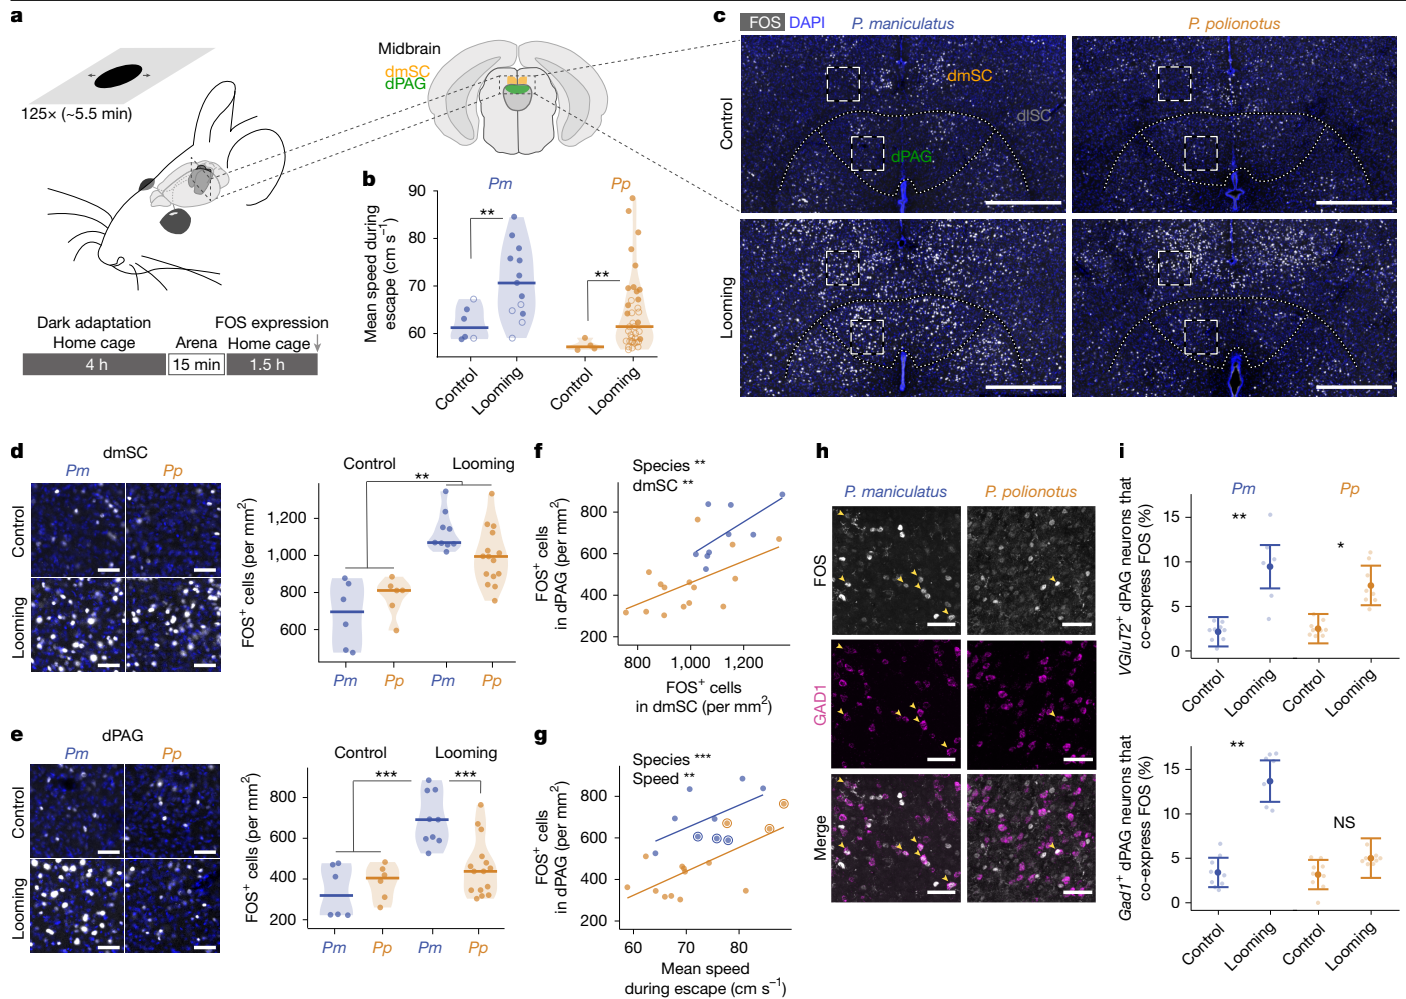 a
125× (~5.5 min)
Midbrain
dmSC
dPAG
Dark adaptation
Home cage
Arena
FOS expression
Home cage
4 h
15 min
1.5 h
b
Pm
Pp
Mean speed during
escape (cm s⁻¹)
90
80
70
60
**
**
Control
Looming
Control
Looming
c
FOS DAPI
P. maniculatus
P. polionotus
Control
Looming
dmSC
dlSC
dPAG
d
dmSC
Pm
Pp
Control
Looming
Control
Looming
**
FOS⁺ cells (per mm²)
1,200
1,000
800
600
Pm
Pp
Pm
Pp
e
dPAG
Pm
Pp
Control
Looming
Control
Looming
***
***
FOS⁺ cells (per mm²)
800
600
400
200
Pm
Pp
Pm
Pp
f
Species **
dmSC **
FOS⁺ cells
in dPAG (per mm²)
800
600
400
200
800
1,000
1,200
FOS⁺ cells
in dmSC (per mm²)
g
Species ***
Speed **
FOS⁺ cells
in dPAG (per mm²)
800
600
400
200
60
70
80
Mean speed
during escape (cm s⁻¹)
h
P. maniculatus
P. polionotus
FOS
GAD1
Merge
i
Pm
Pp
VGluT2⁺ dPAG neurons that
co-express FOS (%)
15
10
5
0
**
*
Control
Looming
Control
Looming
Gad1⁺ dPAG neurons that
co-express FOS (%)
15
10
5
0
**
NS
Control
Looming
Control
Looming